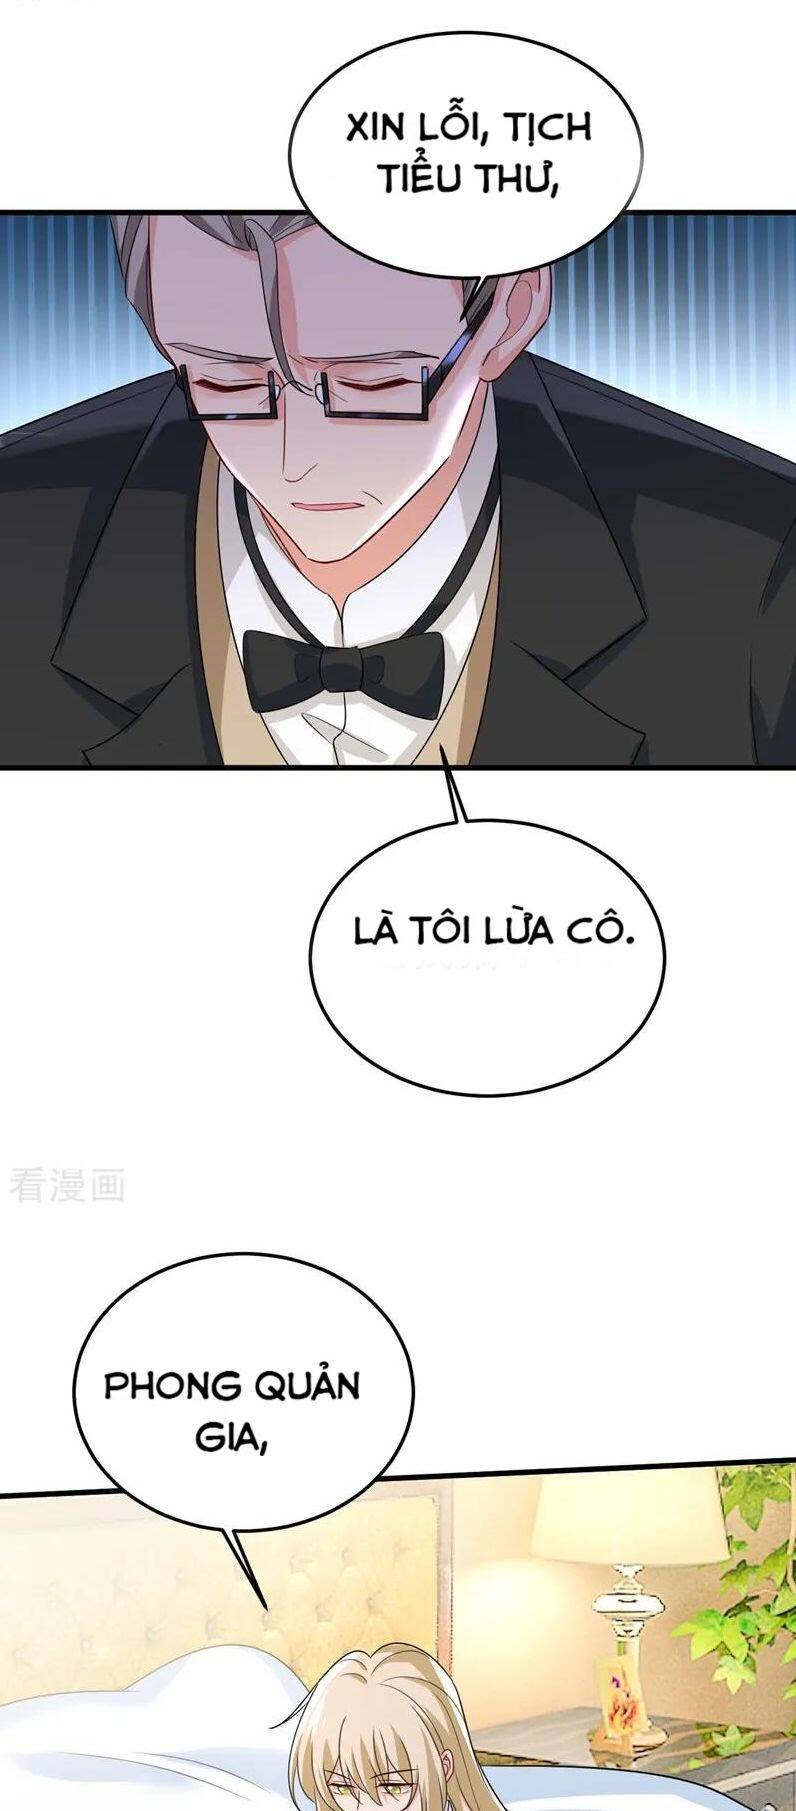 XIN LỖI, TỊCH
TIỂU THƯ,
LÀ TÔI LỪA CÔ.
看漫画
PHONG QUẢN
GIA,